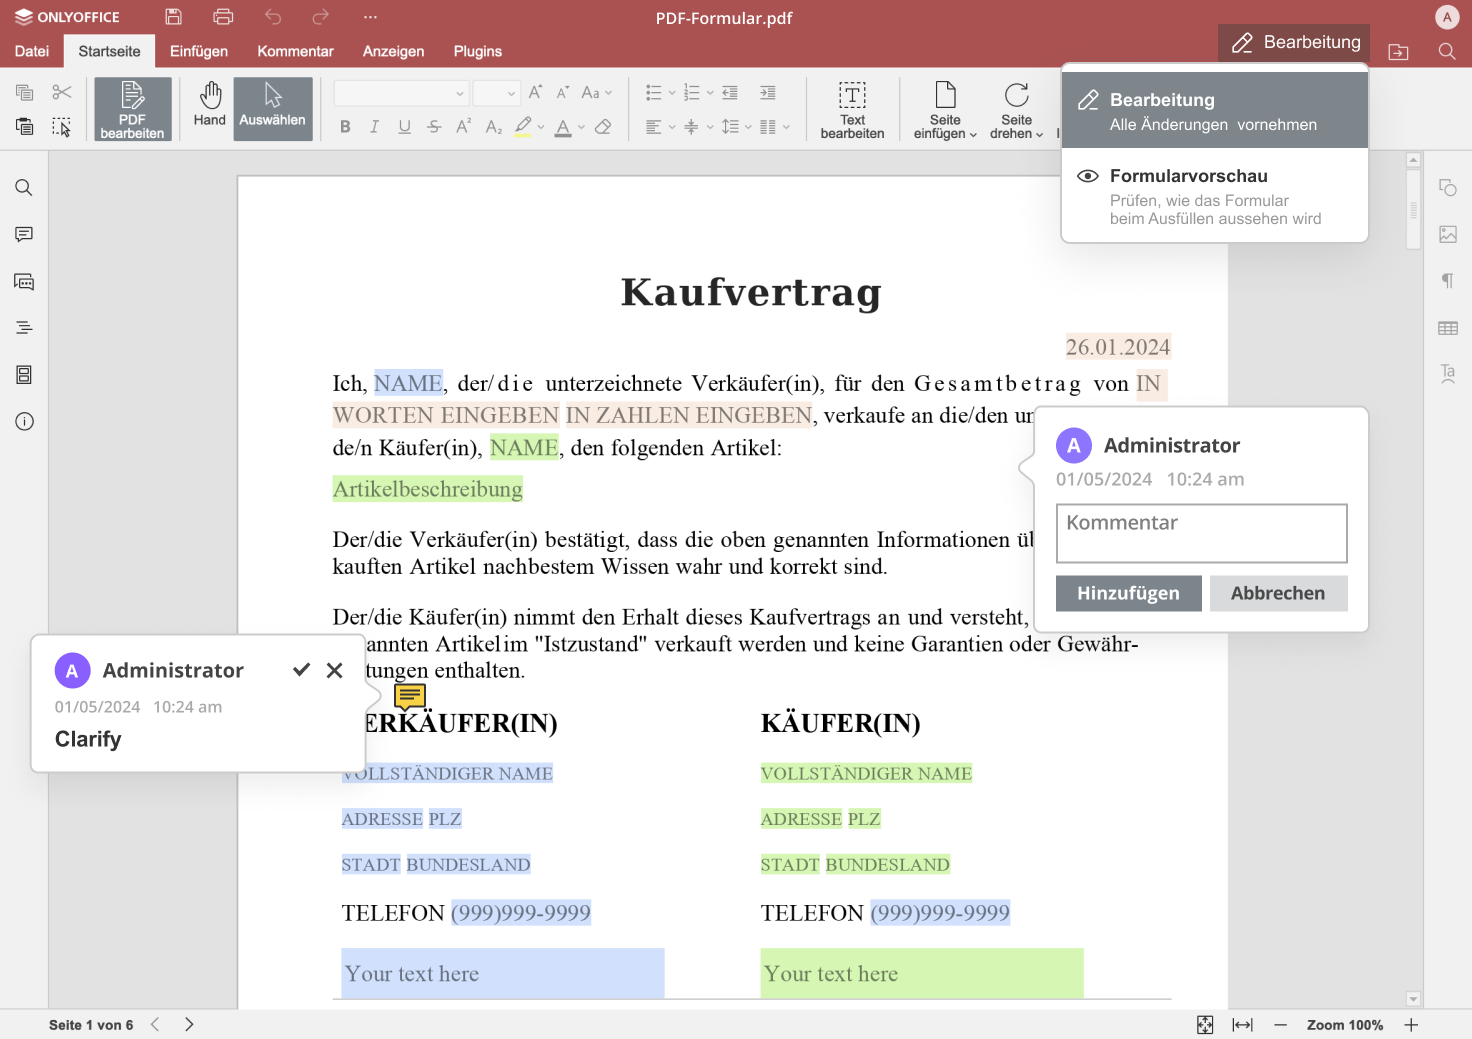 ONLYOFFICE
PDF-Formular.pdf
A
Datei
Startseite
Einfügen
Kommentar
Anzeigen
Plugins
Bearbeitung
PDF
bearbeiten
Hand
Auswählen
Text
bearbeiten
Seite
einfügen
Seite
drehen
Bearbeitung
Alle Änderungen vornehmen
Formularvorschau
Prüfen, wie das Formular
beim Ausfüllen aussehen wird
Kaufvertrag
26.01.2024
Ich, NAME, der/die unterzeichnete Verkäufer(in), für den Gesamtbetrag von IN
WORTEN EINGEBEN IN ZAHLEN EINGEBEN, verkaufe an die/den un
de/n Käufer(in), NAME, den folgenden Artikel:
Artikelbeschreibung
Der/die Verkäufer(in) bestätigt, dass die oben genannten Informationen üb
kauften Artikel nachbestem Wissen wahr und korrekt sind.
Der/die Käufer(in) nimmt den Erhalt dieses Kaufvertrags an und versteht,
annten Artikelim "Istzustand" verkauft werden und keine Garantien oder Gewähr-
tungen enthalten.
A Administrator
01/05/2024 10:24 am
Kommentar
Hinzufügen
Abbrechen
A Administrator
01/05/2024 10:24 am
Clarify
ERKÄUFER(IN)
KÄUFER(IN)
VOLLSTÄNDIGER NAME
VOLLSTÄNDIGER NAME
ADRESSE PLZ
ADRESSE PLZ
STADT BUNDESLAND
STADT BUNDESLAND
TELEFON (999)999-9999
TELEFON (999)999-9999
Your text here
Your text here
Seite 1 von 6
Zoom 100%